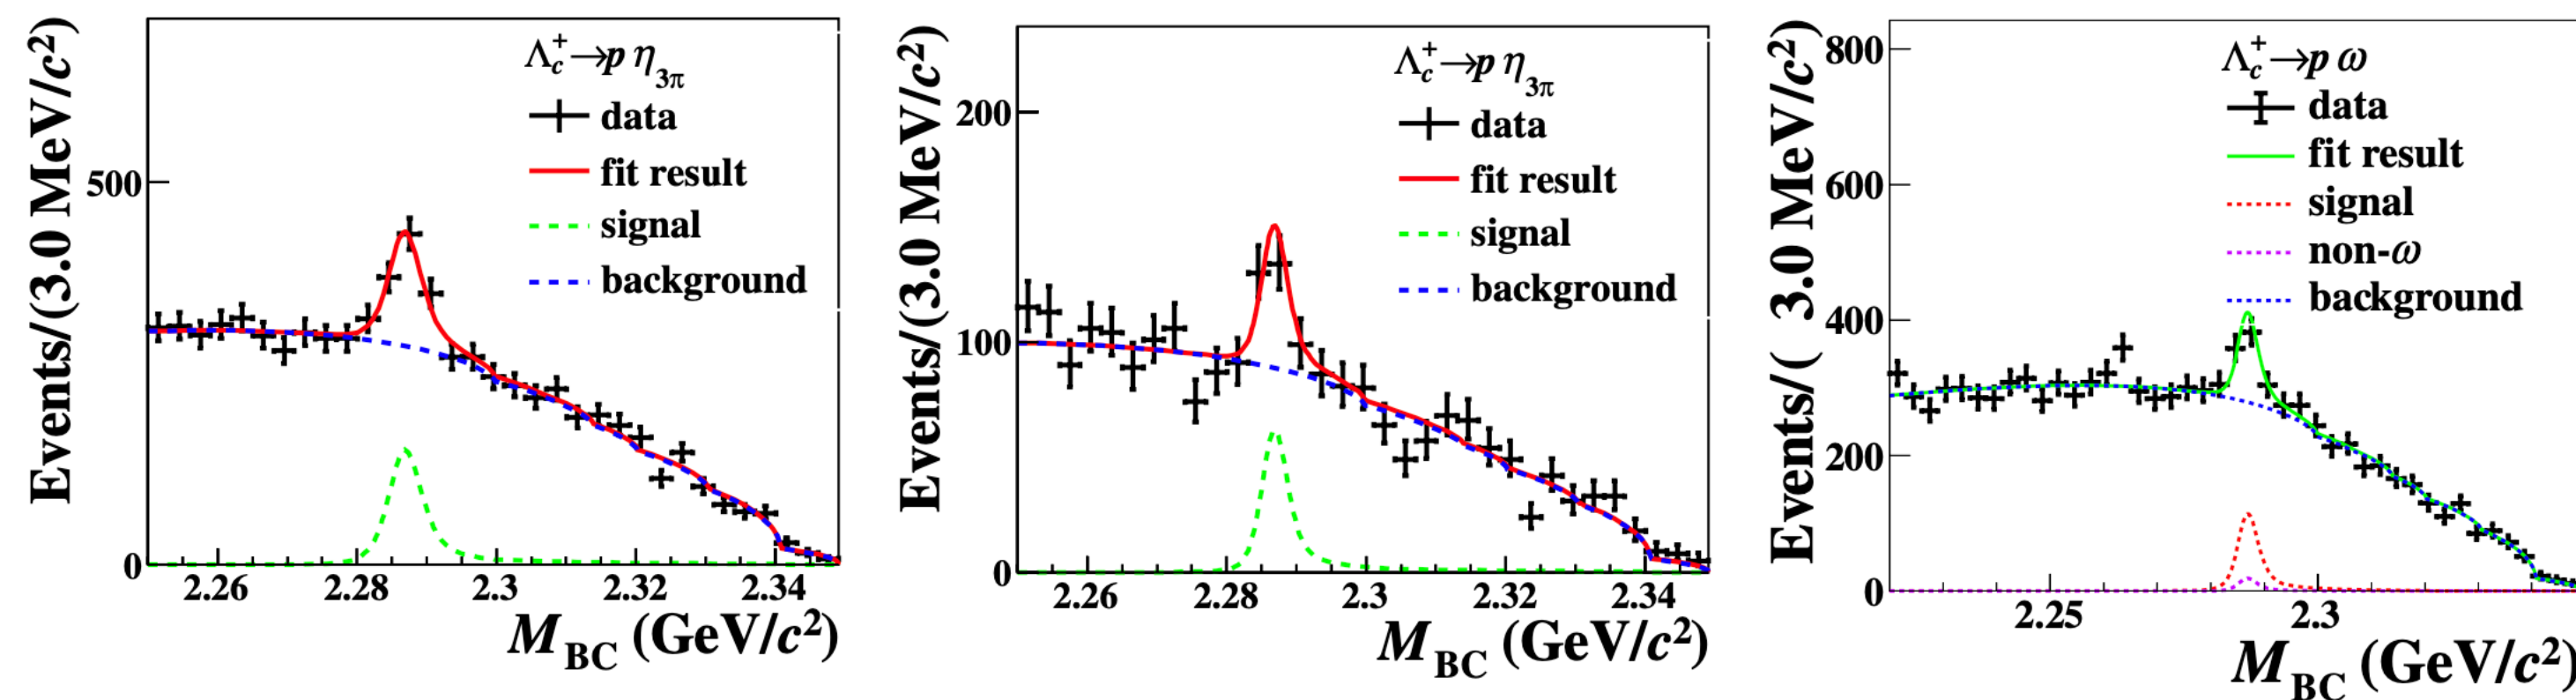 Events/(3.0 MeV/c²)
500
0
Λc⁺→p η3π
data
fit result
signal
background
2.26 2.28 2.3 2.32 2.34
MBC (GeV/c²)
Events/(3.0 MeV/c²)
200
100
0
Λc⁺→p η3π
data
fit result
signal
background
2.26 2.28 2.3 2.32 2.34
MBC (GeV/c²)
Events/( 3.0 MeV/c²)
800
600
400
200
0
Λc⁺→p ω
data
fit result
signal
non-ω
background
2.25 2.3
MBC (GeV/c²)